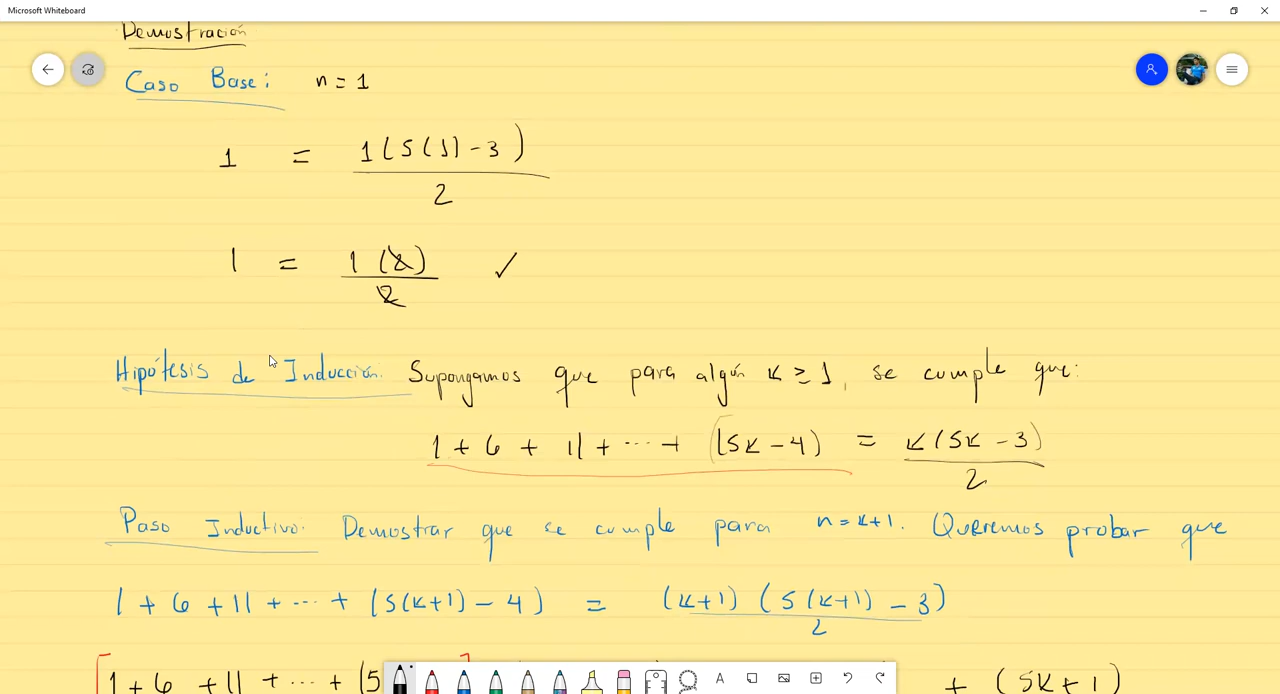 Microsoft Whiteboard
Demostración
Caso Base: n = 1
1 = 1(5(1)-3)
2
1 = 1(2)
2 ✓
Hipótesis de Inducción. Supongamos que para algún k ≥ 1, se cumple que:
1 + 6 + 11 + ... + (5k - 4) = k(5k - 3)
2
Paso Inductivo. Demostrar que se cumple para n = k+1. Queremos probar que
1 + 6 + 11 + ... + (5(k+1) - 4) = (k+1)(5(k+1) - 3)
2
[1 + 6 + 11 + ... + (5 + (5k+1)
A